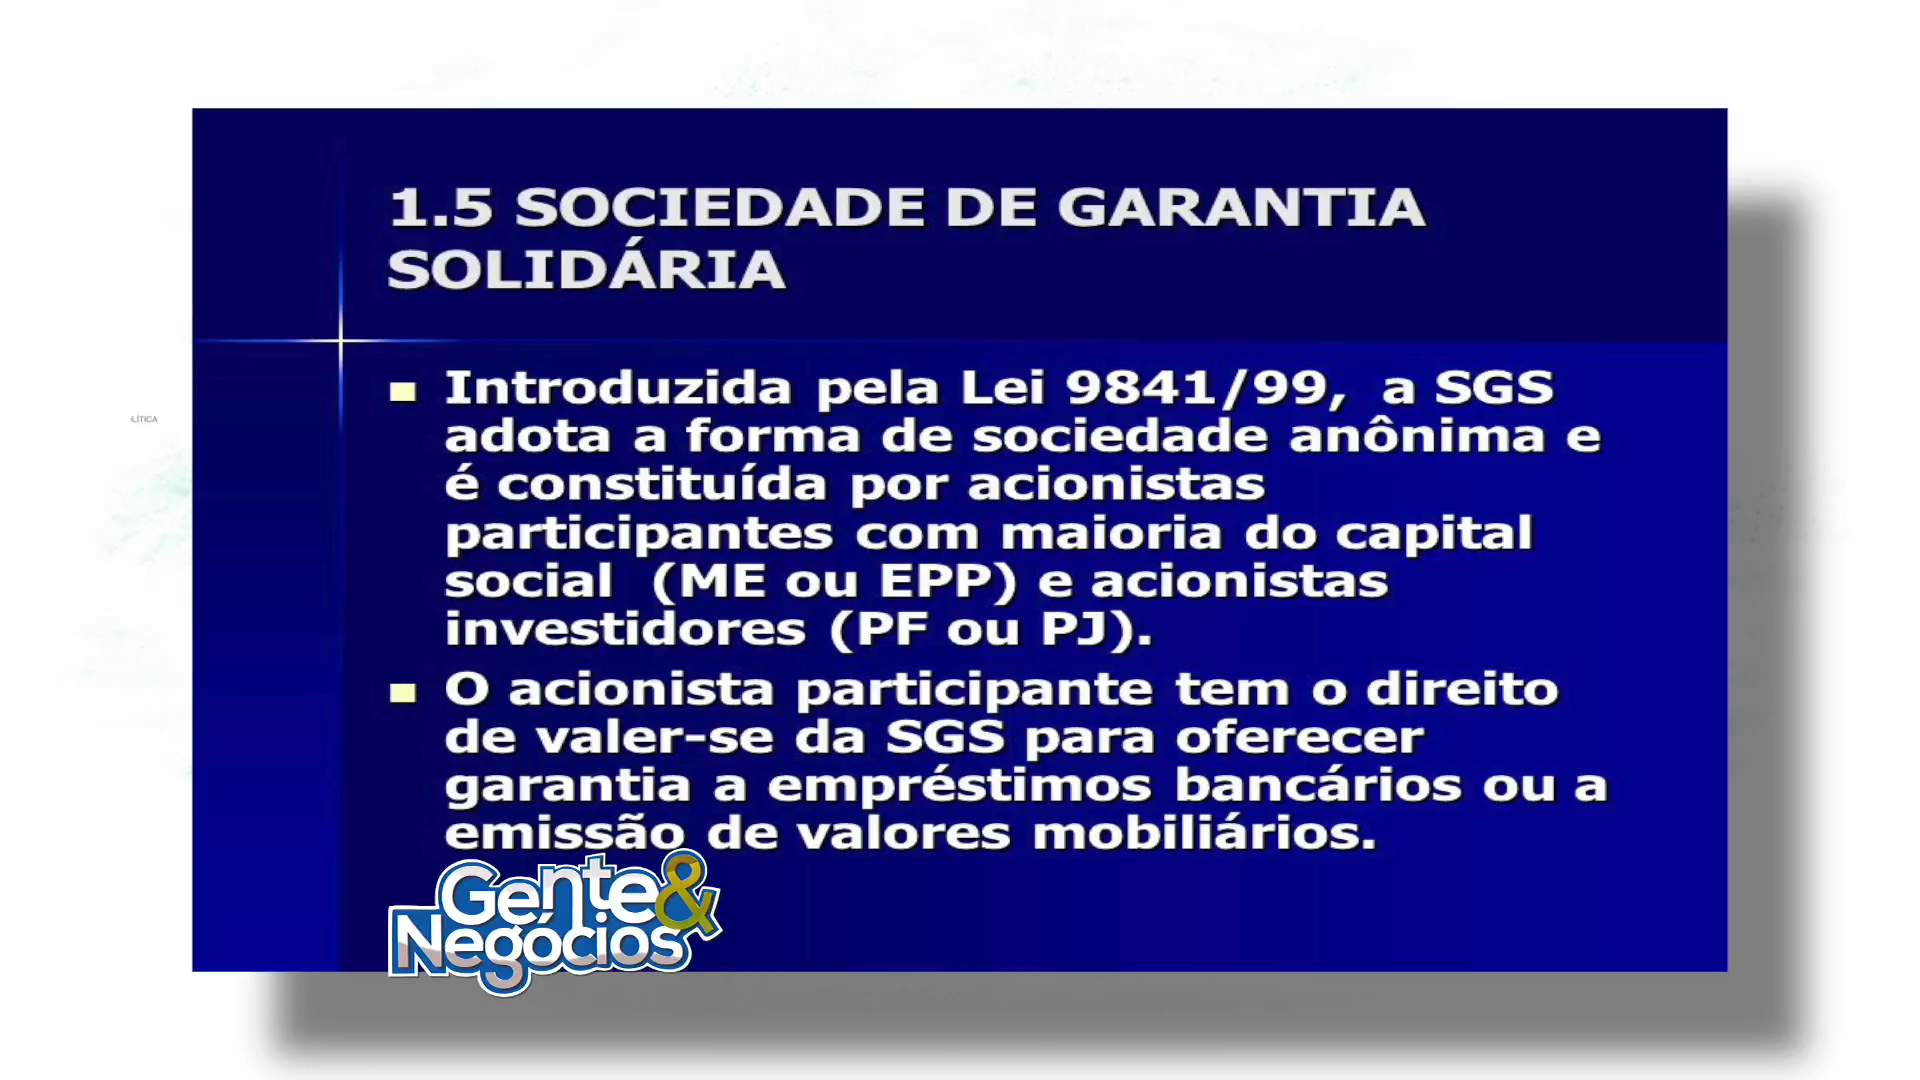 1.5 SOCIEDADE DE GARANTIA
SOLIDÁRIA
Introduzida pela Lei 9841/99, a SGS
adota a forma de sociedade anônima e
é constituída por acionistas
participantes com maioria do capital
social (ME ou EPP) e acionistas
investidores (PF ou PJ).
O acionista participante tem o direito
de valer-se da SGS para oferecer
garantia a empréstimos bancários ou a
emissão de valores mobiliários.
Gente&
Negócios